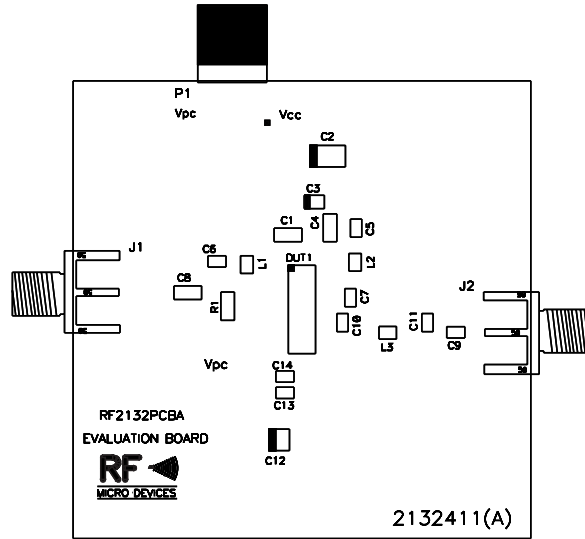 P1
Vpc
Vcc
C2
C3
C1
C4
C5
J1
C6
L1
DUT1
L2
C8
R1
C7
J2
C10
C11
L3
C9
Vpc
C14
C13
RF2132PCBA
EVALUATION BOARD
C12
RF
MICRO DEVICES
2132411(A)